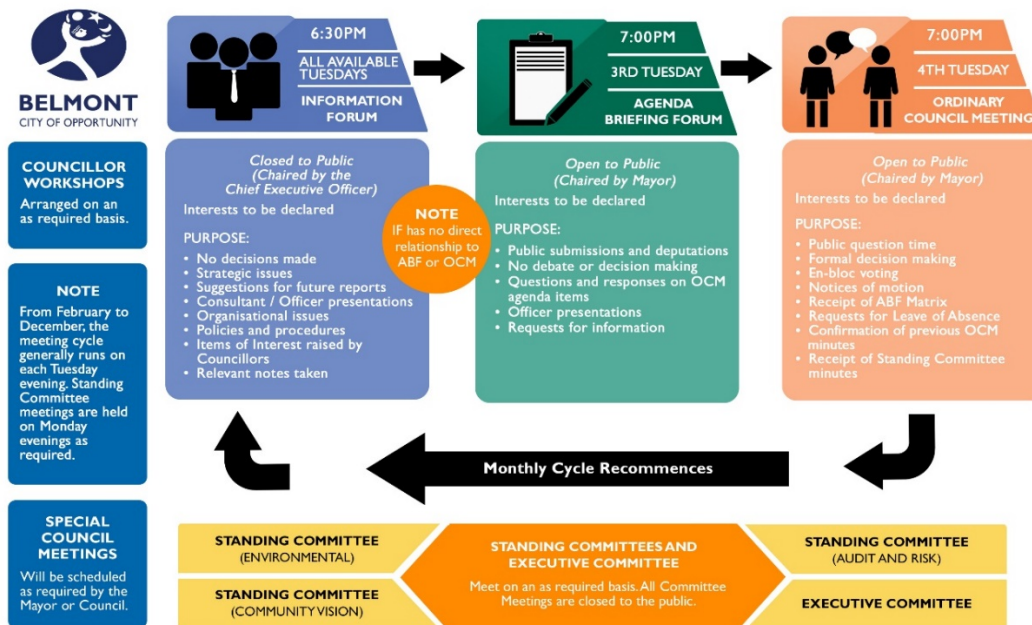 BELMONT
CITY OF OPPORTUNITY
6:30PM
ALL AVAILABLE
TUESDAYS
INFORMATION
FORUM
7:00PM
3RD TUESDAY
AGENDA
BRIEFING FORUM
7:00PM
4TH TUESDAY
ORDINARY
COUNCIL MEETING
COUNCILLOR
WORKSHOPS
Arranged on an
as required basis.
NOTE
From February to
December, the
meeting cycle
generally runs on
each Tuesday
evening. Standing
Committee
meetings are held
on Monday
evenings as
required.
SPECIAL
COUNCIL
MEETINGS
Will be scheduled
as required by the
Mayor or Council.
Closed to Public
(Chaired by the
Chief Executive Officer)
Interests to be declared
PURPOSE:
• No decisions made
• Strategic issues
• Suggestions for future reports
• Consultant / Officer presentations
• Organisational issues
• Policies and procedures
• Items of Interest raised by
Councillors
• Relevant notes taken
NOTE
IF has no direct
relationship to
ABF or OCM
Open to Public
(Chaired by Mayor)
Interests to be declared
PURPOSE:
• Public submissions and deputations
• No debate or decision making
• Questions and responses on OCM
agenda items
• Officer presentations
• Requests for information
Open to Public
(Chaired by Mayor)
Interests to be declared
PURPOSE:
• Public question time
• Formal decision making
• En-bloc voting
• Notices of motion
• Receipt of ABF Matrix
• Requests for Leave of Absence
• Confirmation of previous OCM
minutes
• Receipt of Standing Committee
minutes
Monthly Cycle Recommences
STANDING COMMITTEE
(ENVIRONMENTAL)
STANDING COMMITTEE
(COMMUNITY VISION)
STANDING COMMITTEES AND
EXECUTIVE COMMITTEE
Meet on an as required basis. All Committee
Meetings are closed to the public.
STANDING COMMITTEE
(AUDIT AND RISK)
EXECUTIVE COMMITTEE